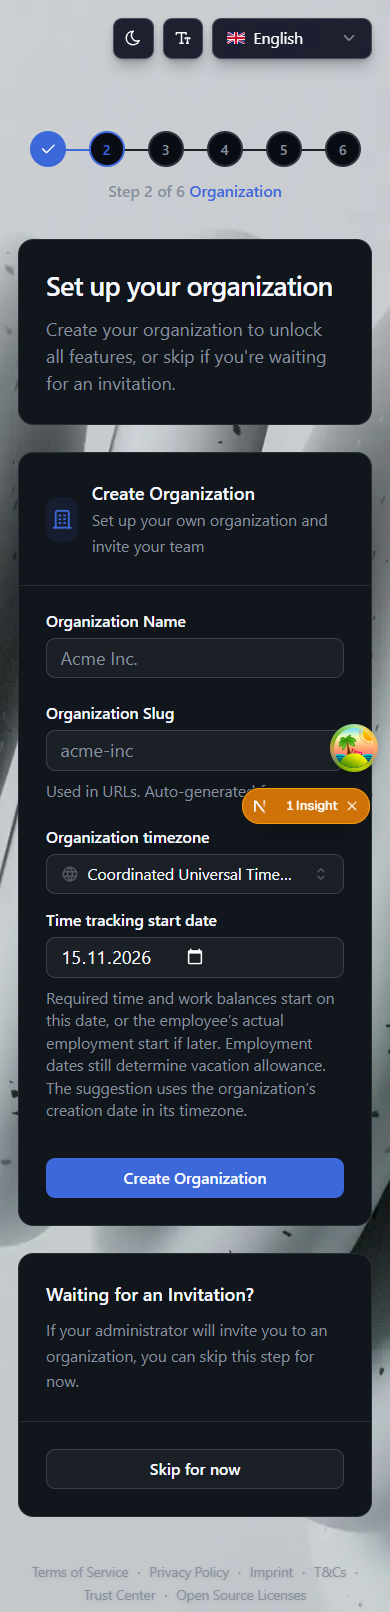 English
2
3
4
5
6
Step 2 of 6 Organization
Set up your organization
Create your organization to unlock
all features, or skip if you're waiting
for an invitation.
Create Organization
Set up your own organization and
invite your team
Organization Name
Acme Inc.
Organization Slug
acme-inc
Used in URLs. Auto-generated
1 Insight
Organization timezone
Coordinated Universal Time...
Time tracking start date
15.11.2026
Required time and work balances start on
this date, or the employee’s actual
employment start if later. Employment
dates still determine vacation allowance.
The suggestion uses the organization’s
creation date in its timezone.
Create Organization
Waiting for an Invitation?
If your administrator will invite you to an
organization, you can skip this step for
now.
Skip for now
Terms of Service · Privacy Policy · Imprint · T&Cs ·
Trust Center · Open Source Licenses